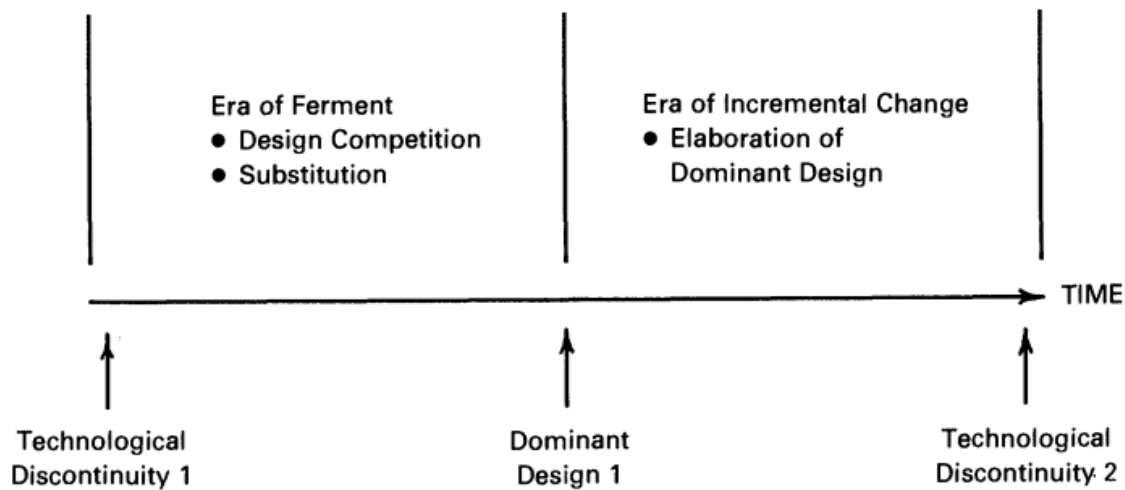 Era of Ferment
● Design Competition
● Substitution
Era of Incremental Change
● Elaboration of
Dominant Design
TIME
Technological
Discontinuity 1
Dominant
Design 1
Technological
Discontinuity 2